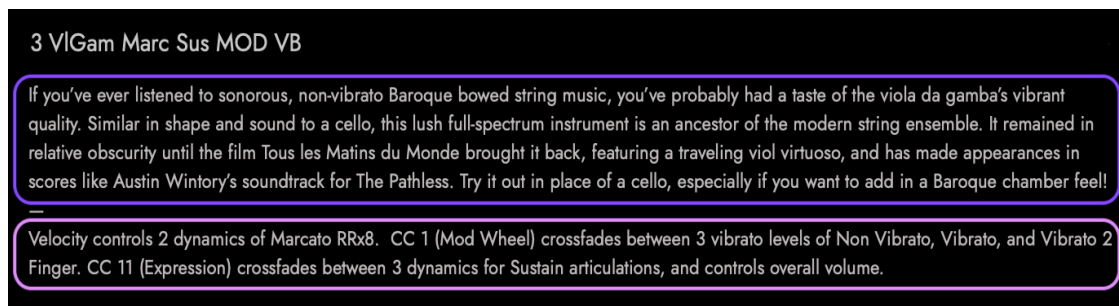 3 VlGam Marc Sus MOD VB
If you've ever listened to sonorous, non-vibrato Baroque bowed string music, you've probably had a taste of the viola da gamba's vibrant
quality. Similar in shape and sound to a cello, this lush full-spectrum instrument is an ancestor of the modern string ensemble. It remained in
relative obscurity until the film Tous les Matins du Monde brought it back, featuring a traveling viol virtuoso, and has made appearances in
scores like Austin Wintory's soundtrack for The Pathless. Try it out in place of a cello, especially if you want to add in a Baroque chamber feel!
—
Velocity controls 2 dynamics of Marcato RRx8.  CC 1 (Mod Wheel) crossfades between 3 vibrato levels of Non Vibrato, Vibrato, and Vibrato 2
Finger. CC 11 (Expression) crossfades between 3 dynamics for Sustain articulations, and controls overall volume.